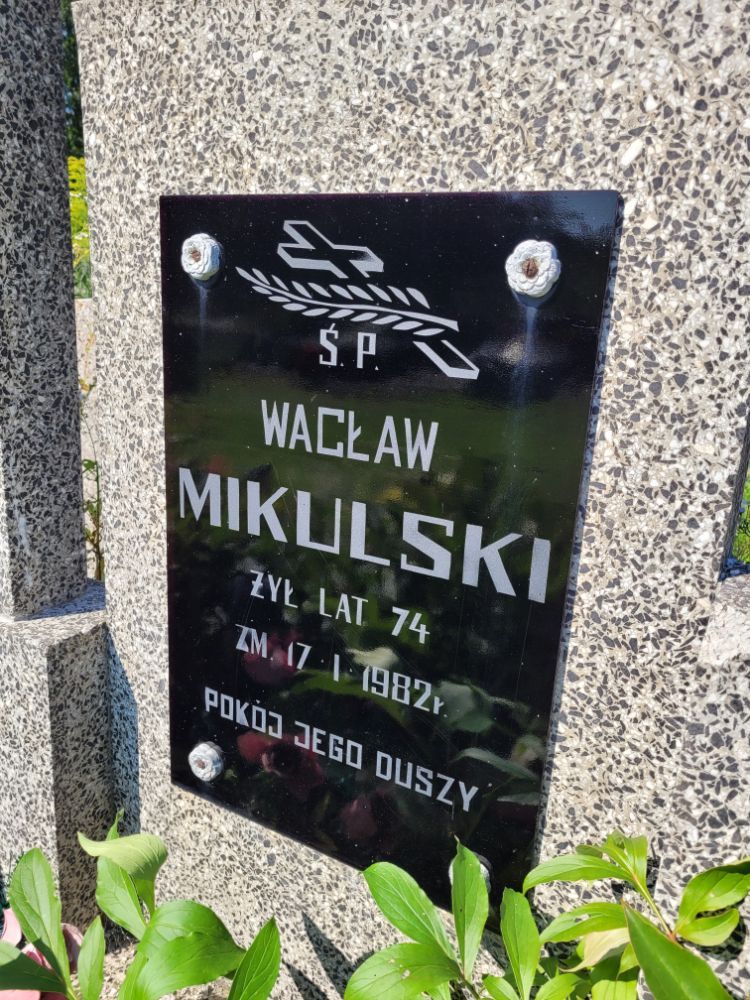 Ś.P.
WACŁAW
MIKULSKI
ŻYŁ LAT 74
ZM. 17 I 1982r.
POKÓJ JEGO DUSZY